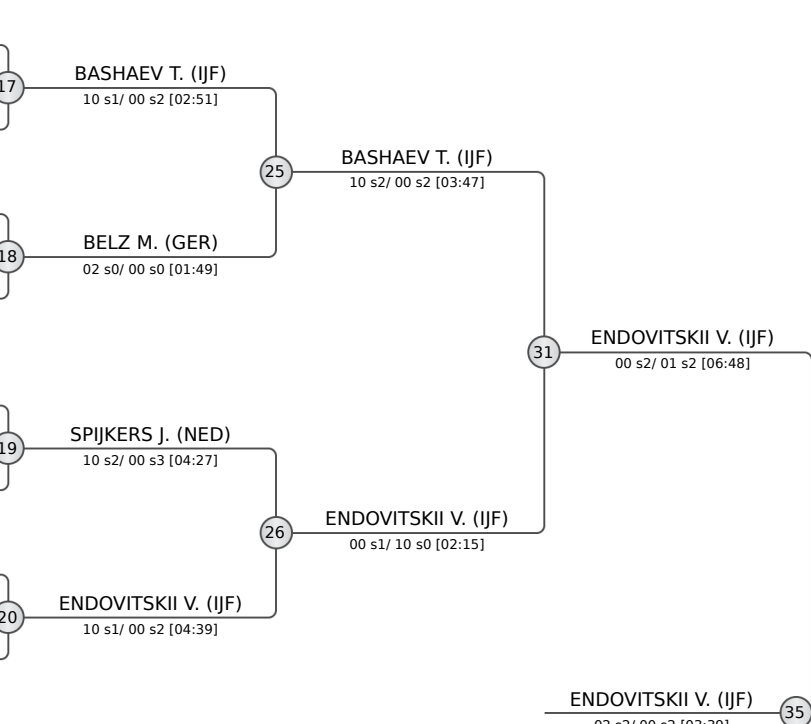 BASHAEV T. (IJF)
17
10 s1/ 00 s2 [02:51]
BASHAEV T. (IJF)
25
10 s2/ 00 s2 [03:47]
BELZ M. (GER)
18
02 s0/ 00 s0 [01:49]
ENDOVITSKII V. (IJF)
31
00 s2/ 01 s2 [06:48]
SPIJKERS J. (NED)
19
10 s2/ 00 s3 [04:27]
ENDOVITSKII V. (IJF)
26
00 s1/ 10 s0 [02:15]
ENDOVITSKII V. (IJF)
20
10 s1/ 00 s2 [04:39]
ENDOVITSKII V. (IJF)
35